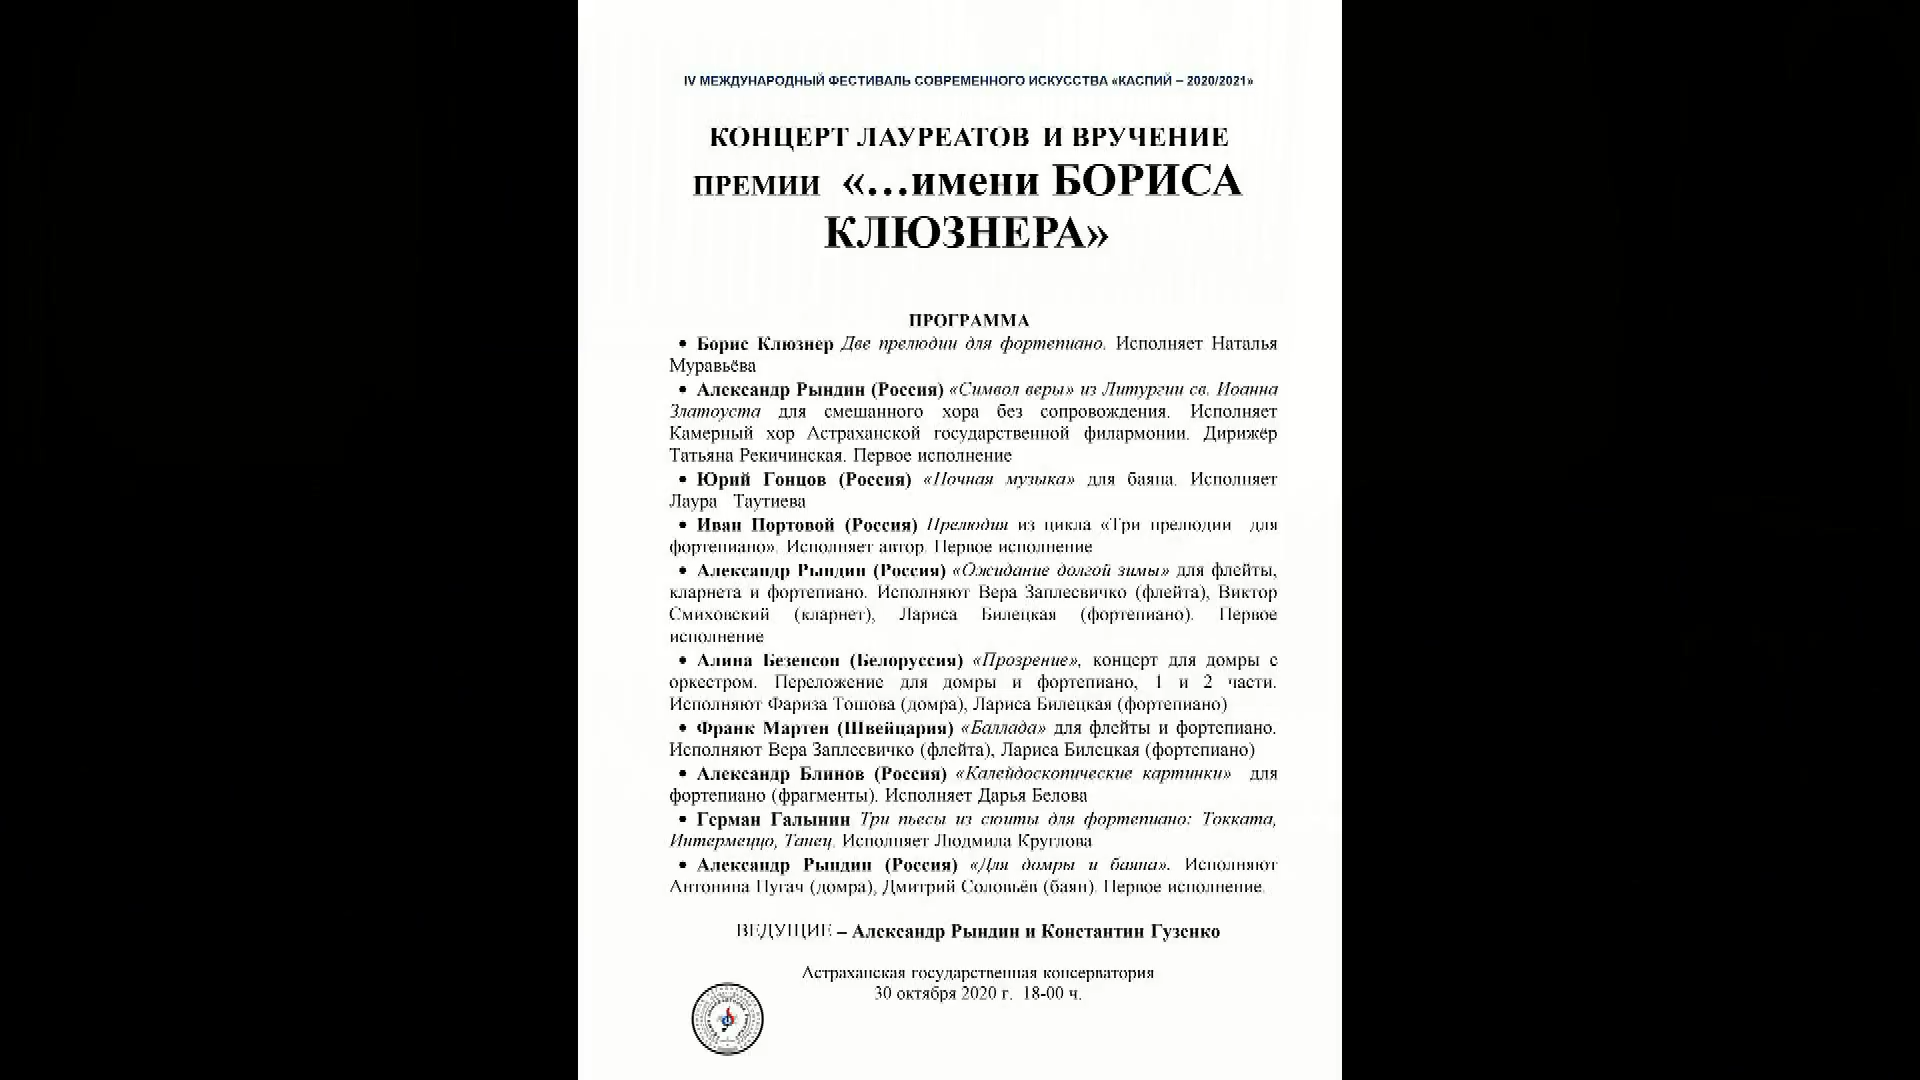 IV МЕЖДУНАРОДНЫЙ ФЕСТИВАЛЬ СОВРЕМЕННОГО ИСКУССТВА «КАСПИЙ – 2020/2021»
КОНЦЕРТ ЛАУРЕАТОВ И ВРУЧЕНИЕ
ПРЕМИИ «…имени БОРИСА
КЛЮЗНЕРА»
ПРОГРАММА
• Борис Клюзнер Две прелюдии для фортепиано. Исполняет Наталья
Муравьёва
• Александр Рындин (Россия) «Символ веры» из Литургии св. Иоанна
Златоуста для смешанного хора без сопровождения. Исполняет
Камерный хор Астраханской государственной филармонии. Дирижёр
Татьяна Рекичинская. Первое исполнение
• Юрий Гонцов (Россия) «Ночная музыка» для баяна. Исполняет
Лаура Таутиева
• Иван Портовой (Россия) Прелюдия из цикла «Три прелюдии для
фортепиано». Исполняет автор. Первое исполнение
• Александр Рындин (Россия) «Ожидание долгой зимы» для флейты,
кларнета и фортепиано. Исполняют Вера Заплесвичко (флейта), Виктор
Смиховский (кларнет), Лариса Билецкая (фортепиано). Первое
исполнение
• Алина Безенсон (Белоруссия) «Прозрение», концерт для домры с
оркестром. Переложение для домры и фортепиано, 1 и 2 части.
Исполняют Фариза Тошова (домра), Лариса Билецкая (фортепиано)
• Франк Мартен (Швейцария) «Баллада» для флейты и фортепиано.
Исполняют Вера Заплесвичко (флейта), Лариса Билецкая (фортепиано)
• Александр Блинов (Россия) «Калейдоскопические картинки» для
фортепиано (фрагменты). Исполняет Дарья Белова
• Герман Галынин Три пьесы из сюиты для фортепиано: Токката,
Интермеццо, Танец. Исполняет Людмила Круглова
• Александр Рындин (Россия) «Для домры и баяна». Исполняют
Антонина Пугач (домра), Дмитрий Соловьёв (баян). Первое исполнение.
ВЕДУЩИЕ – Александр Рындин и Константин Гузенко
Астраханская государственная консерватория
30 октября 2020 г. 18-00 ч.